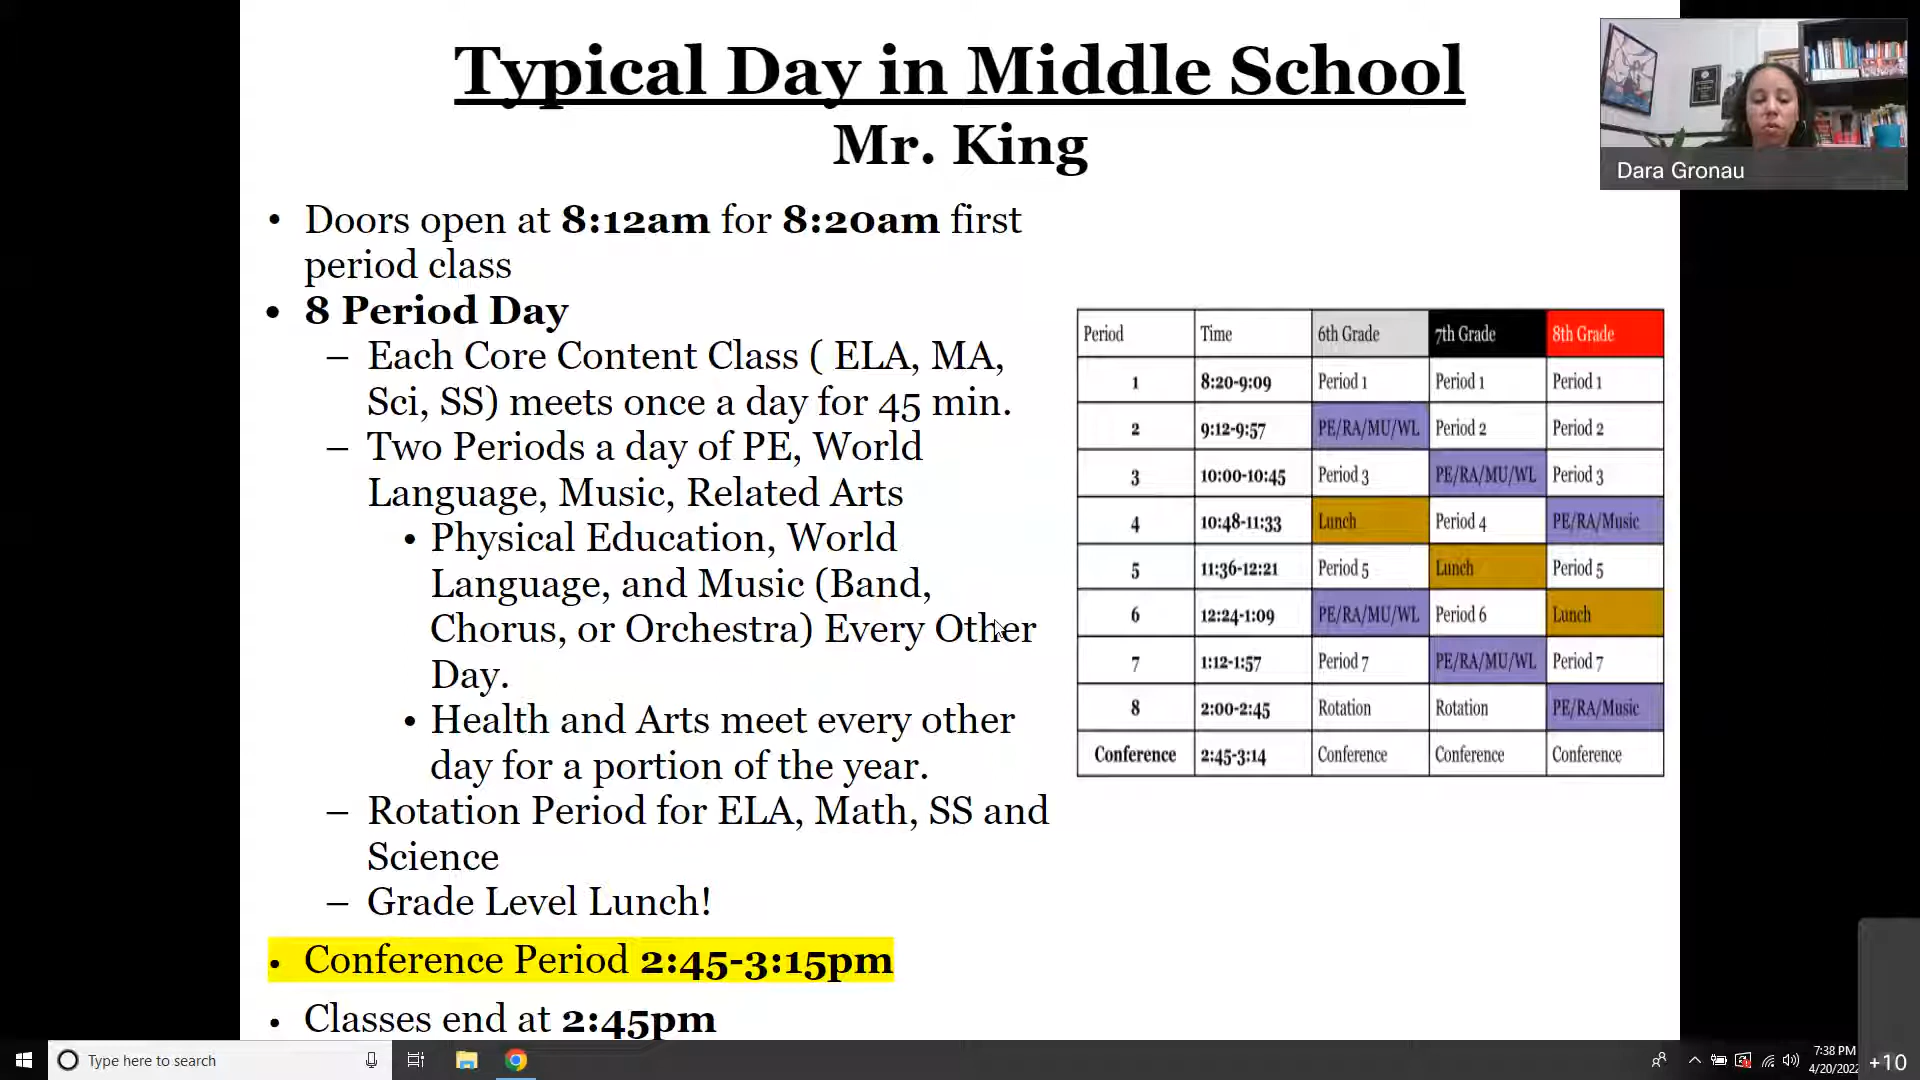 Typical Day in Middle School
Mr. King
Dara Gronau
• Doors open at 8:12am for 8:20am first
period class
• 8 Period Day
– Each Core Content Class ( ELA, MA,
Sci, SS) meets once a day for 45 min.
– Two Periods a day of PE, World
Language, Music, Related Arts
• Physical Education, World
Language, and Music (Band,
Chorus, or Orchestra) Every Other
Day.
• Health and Arts meet every other
day for a portion of the year.
– Rotation Period for ELA, Math, SS and
Science
– Grade Level Lunch!
• Conference Period 2:45-3:15pm
• Classes end at 2:45pm
Period Time 6th Grade 7th Grade 8th Grade
1 8:20-9:09 Period 1 Period 1 Period 1
2 9:12-9:57 PE/RA/MU/WL Period 2 Period 2
3 10:00-10:45 Period 3 PE/RA/MU/WL Period 3
4 10:48-11:33 Lunch Period 4 PE/RA/Music
5 11:36-12:21 Period 5 Lunch Period 5
6 12:24-1:09 PE/RA/MU/WL Period 6 Lunch
7 1:12-1:57 Period 7 PE/RA/MU/WL Period 7
8 2:00-2:45 Rotation Rotation PE/RA/Music
Conference 2:45-3:14 Conference Conference Conference
Type here to search
7:38 PM
4/20/2022
+10